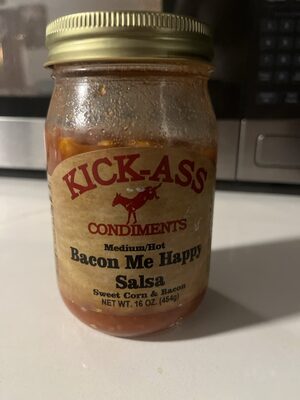 KICK-ASS
CONDIMENTS
Medium/Hot
Bacon Me Happy
Salsa
Sweet Corn & Bacon
NET WT. 16 OZ. (454g)